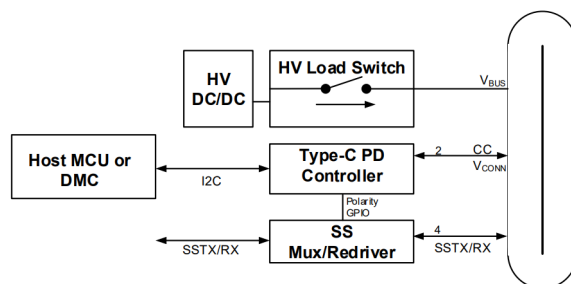 HV
DC/DC
HV Load Switch
VBUS
Host MCU or
DMC
I2C
Type-C PD
Controller
2
CC
VCONN
Polarity
GPIO
SSTX/RX
SS
Mux/Redriver
4
SSTX/RX